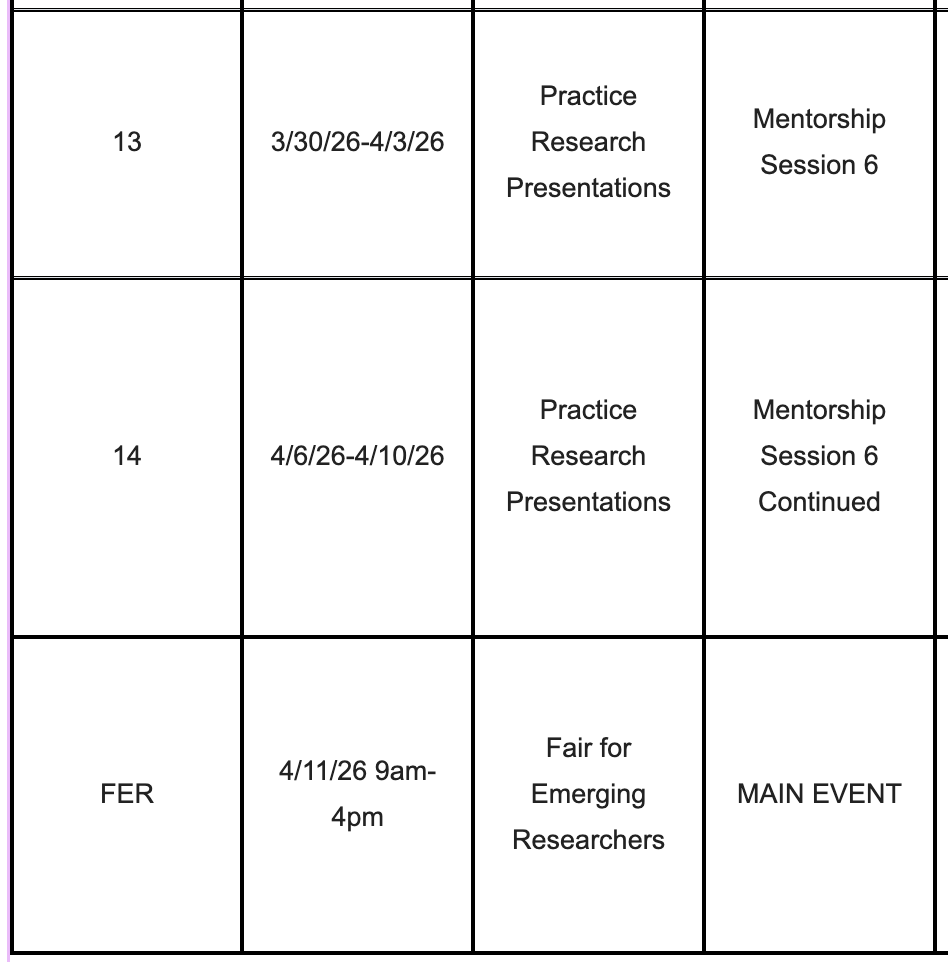 13
3/30/26-4/3/26
Practice
Research
Presentations
Mentorship
Session 6
14
4/6/26-4/10/26
Practice
Research
Presentations
Mentorship
Session 6
Continued
FER
4/11/26 9am-
4pm
Fair for
Emerging
Researchers
MAIN EVENT